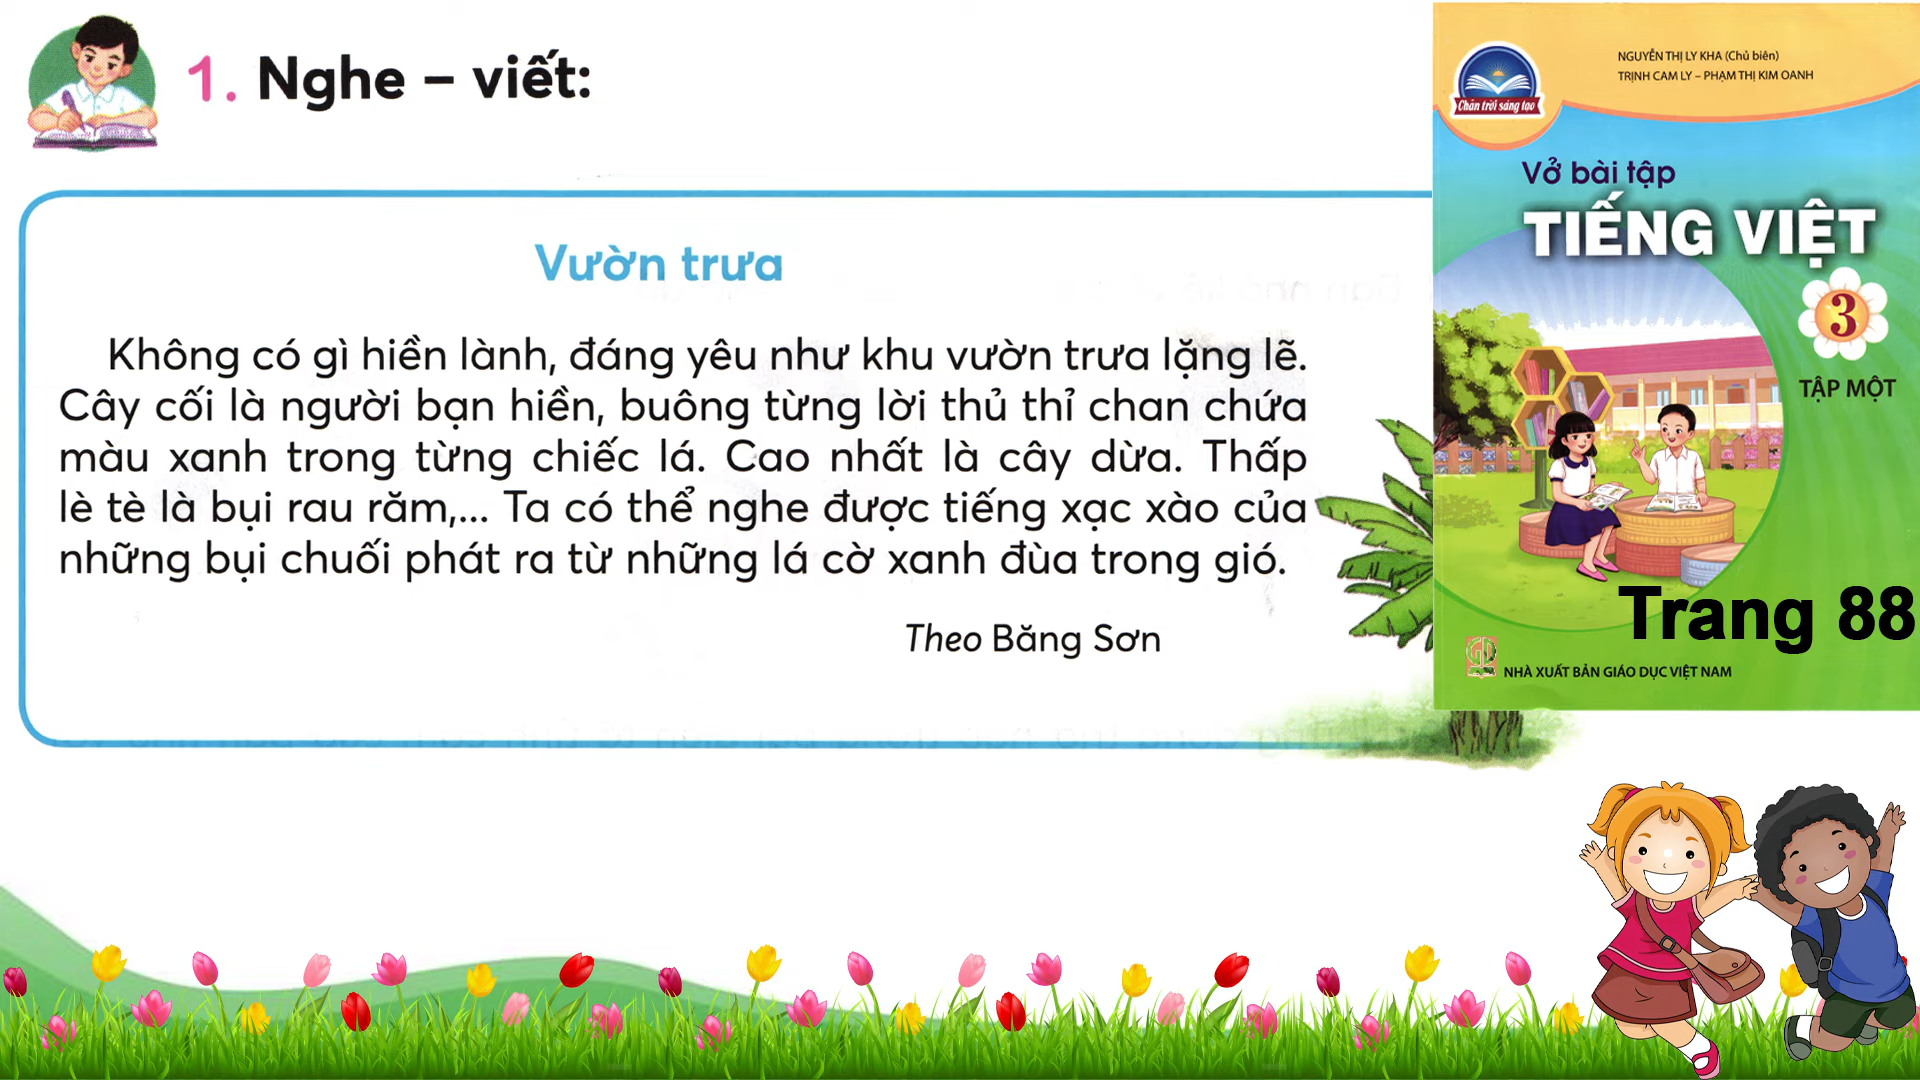 1. Nghe – viết:
Vườn trưa
Không có gì hiền lành, đáng yêu như khu vườn trưa lặng lẽ.
Cây cối là người bạn hiền, buông từng lời thủ thỉ chan chứa
màu xanh trong từng chiếc lá. Cao nhất là cây dừa. Thấp
lè tè là bụi rau răm,... Ta có thể nghe được tiếng xạc xào của
những bụi chuối phát ra từ những lá cờ xanh đùa trong gió.
Theo Băng Sơn
NGUYỄN THỊ LY KHA (Chủ biên)
TRỊNH CAM LY – PHẠM THỊ KIM OANH
Chân trời sáng tạo
Vở bài tập
TIẾNG VIỆT
3
TẬP MỘT
Trang 88
NHÀ XUẤT BẢN GIÁO DỤC VIỆT NAM